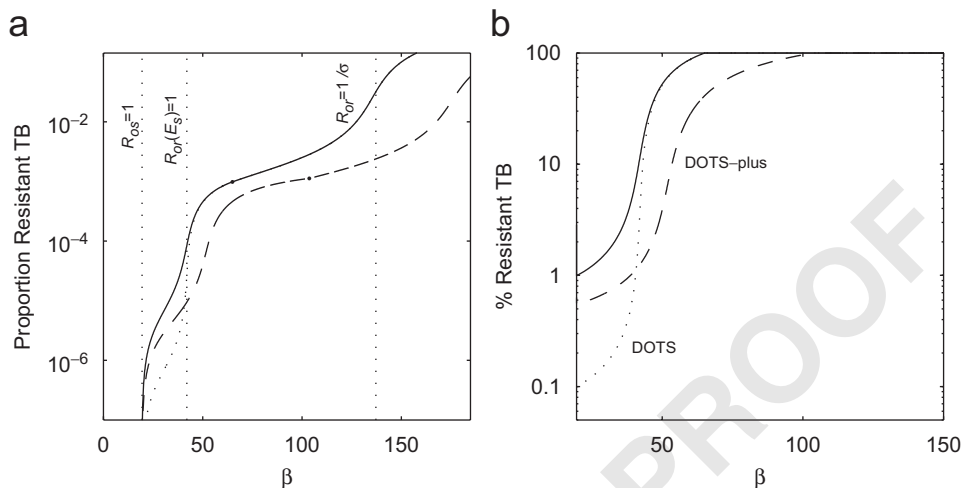 a
b
Proportion Resistant TB
10⁻²
10⁻⁴
10⁻⁶
R_os=1
R_or(E_s)=1
R_or=1/σ
0
50
100
150
β
% Resistant TB
100
10
1
0.1
DOTS−plus
DOTS
50
100
150
β
PROOF